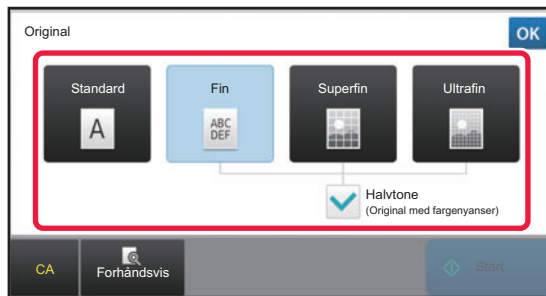 Original
OK
Standard
Fin
Superfin
Ultrafin
A
ABC
DEF
Halvtone
(Original med fargenyanser)
CA
Forhåndsvis
Start